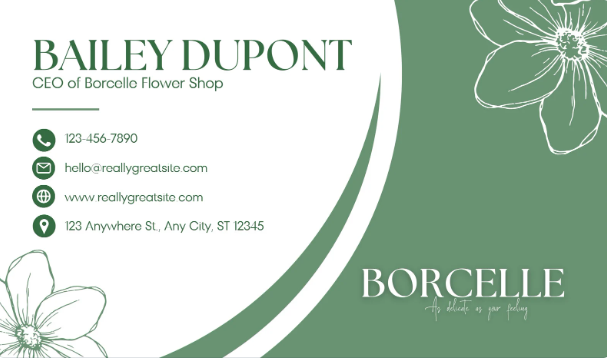 BAILEY DUPONT
CEO of Borcelle Flower Shop
123-456-7890
hello@reallygreatsite.com
www.reallygreatsite.com
123 Anywhere St., Any City, ST 12345
BORCELLE
As delicate as your feeling